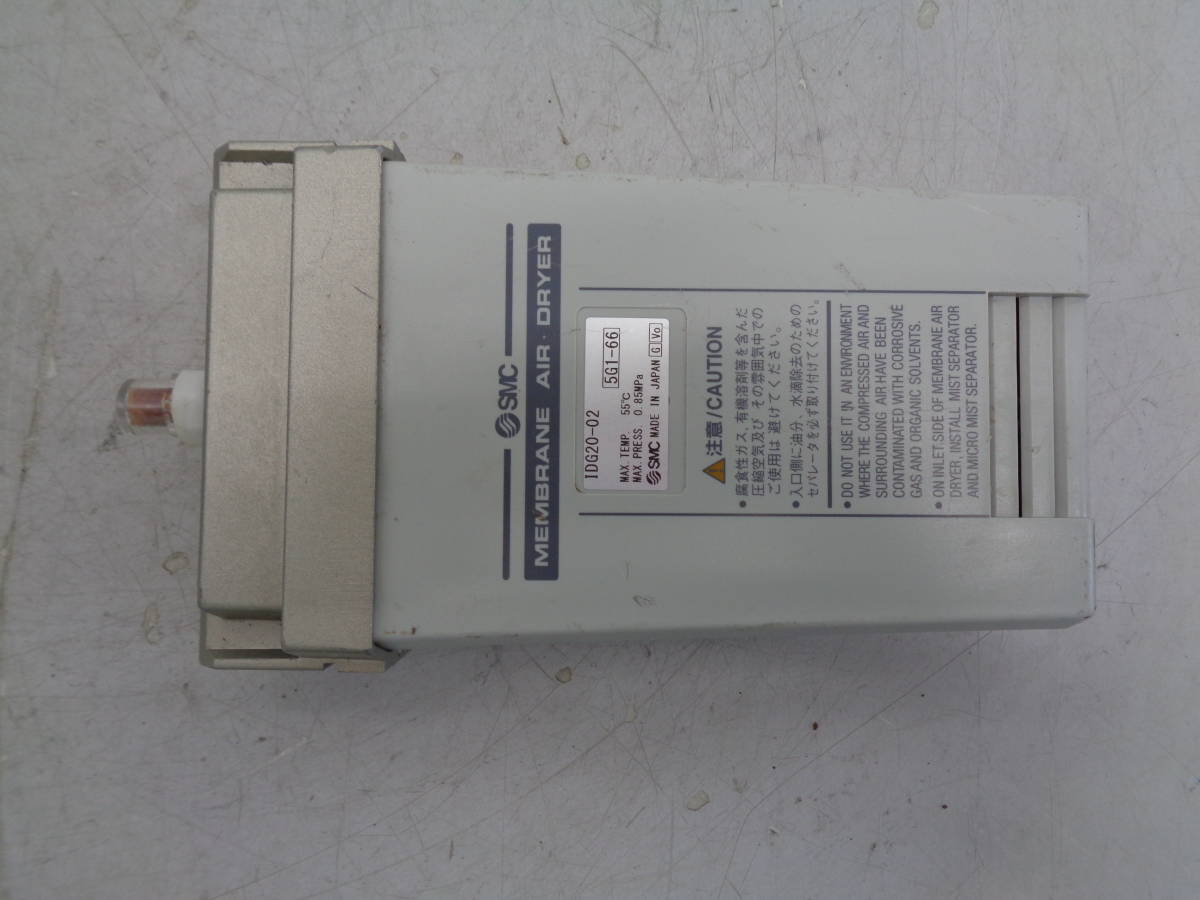 SMC
MEMBRANE AIR DRYER
IDG20-02
5G1-66
MAX. TEMP. 55℃
MAX. PRESS. 0.85MPa
SMC MADE IN JAPAN G Vo
注意/CAUTION
●腐食性ガス、有機溶剤等を含んだ
圧縮空気及び その雰囲気中での
ご使用は 避けてください。
●入口側に油分、水滴除去のための
セパレータを必ず取り付けてください。
●DO NOT USE IT IN AN ENVIRONMENT
WHERE THE COMPRESSED AIR AND
SURROUNDING AIR HAVE BEEN
CONTAMINATED WITH CORROSIVE
GAS AND ORGANIC SOLVENTS.
●ON INLET SIDE OF MEMBRANE AIR
DRYER, INSTALL MIST SEPARATOR
AND MICRO MIST SEPARATOR.